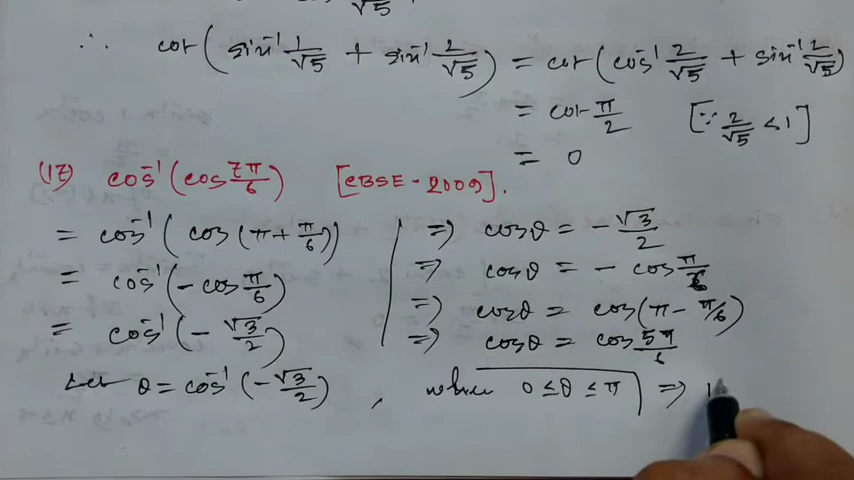 √5
∴ cot(sin⁻¹ 1/√5 + sin⁻¹ 2/√5) = cot(cos⁻¹ 2/√5 + sin⁻¹ 2/√5)
= cot π/2 [∵ 2/√5 < 1]
= 0
(17) cos⁻¹(cos 7π/6) [CBSE - 2009].
= cos⁻¹(cos(π + π/6))
= cos⁻¹(-cos π/6)
= cos⁻¹(-√3/2)
⇒ cosθ = -√3/2
⇒ cosθ = - cos π/6
⇒ cosθ = cos(π - π/6)
⇒ cosθ = cos 5π/6
Let θ = cos⁻¹(-√3/2), where 0 ≤ θ ≤ π ⇒